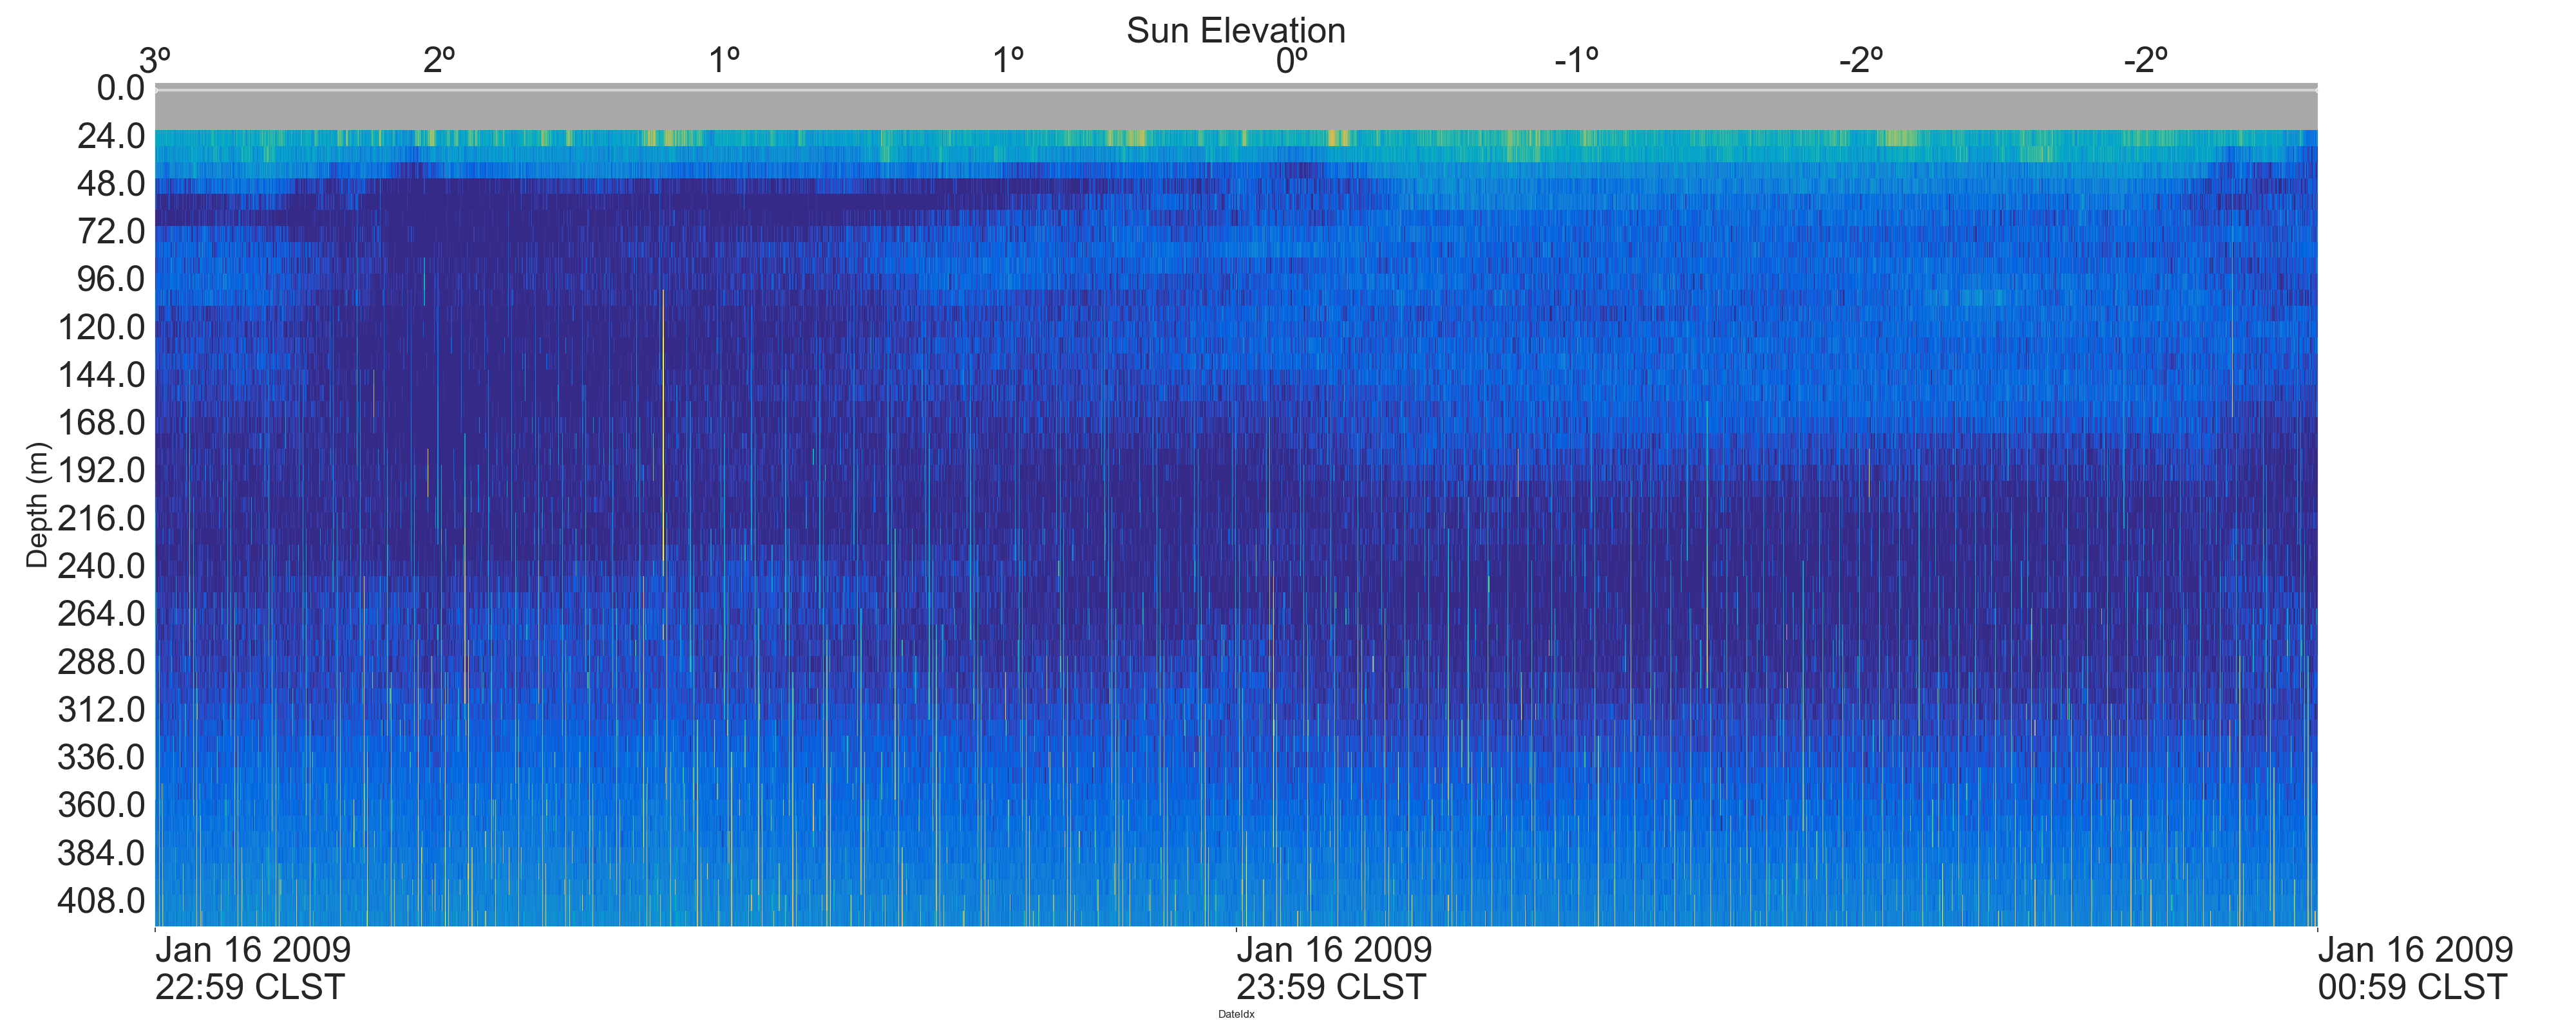 Sun Elevation
3º 2º 1º 1º 0º -1º -2º -2º
0.0
24.0
48.0
72.0
96.0
120.0
144.0
168.0
192.0
216.0
240.0
264.0
288.0
312.0
336.0
360.0
384.0
408.0
Depth (m)
Jan 16 2009
22:59 CLST
Jan 16 2009
23:59 CLST
Jan 16 2009
00:59 CLST
DateIdx